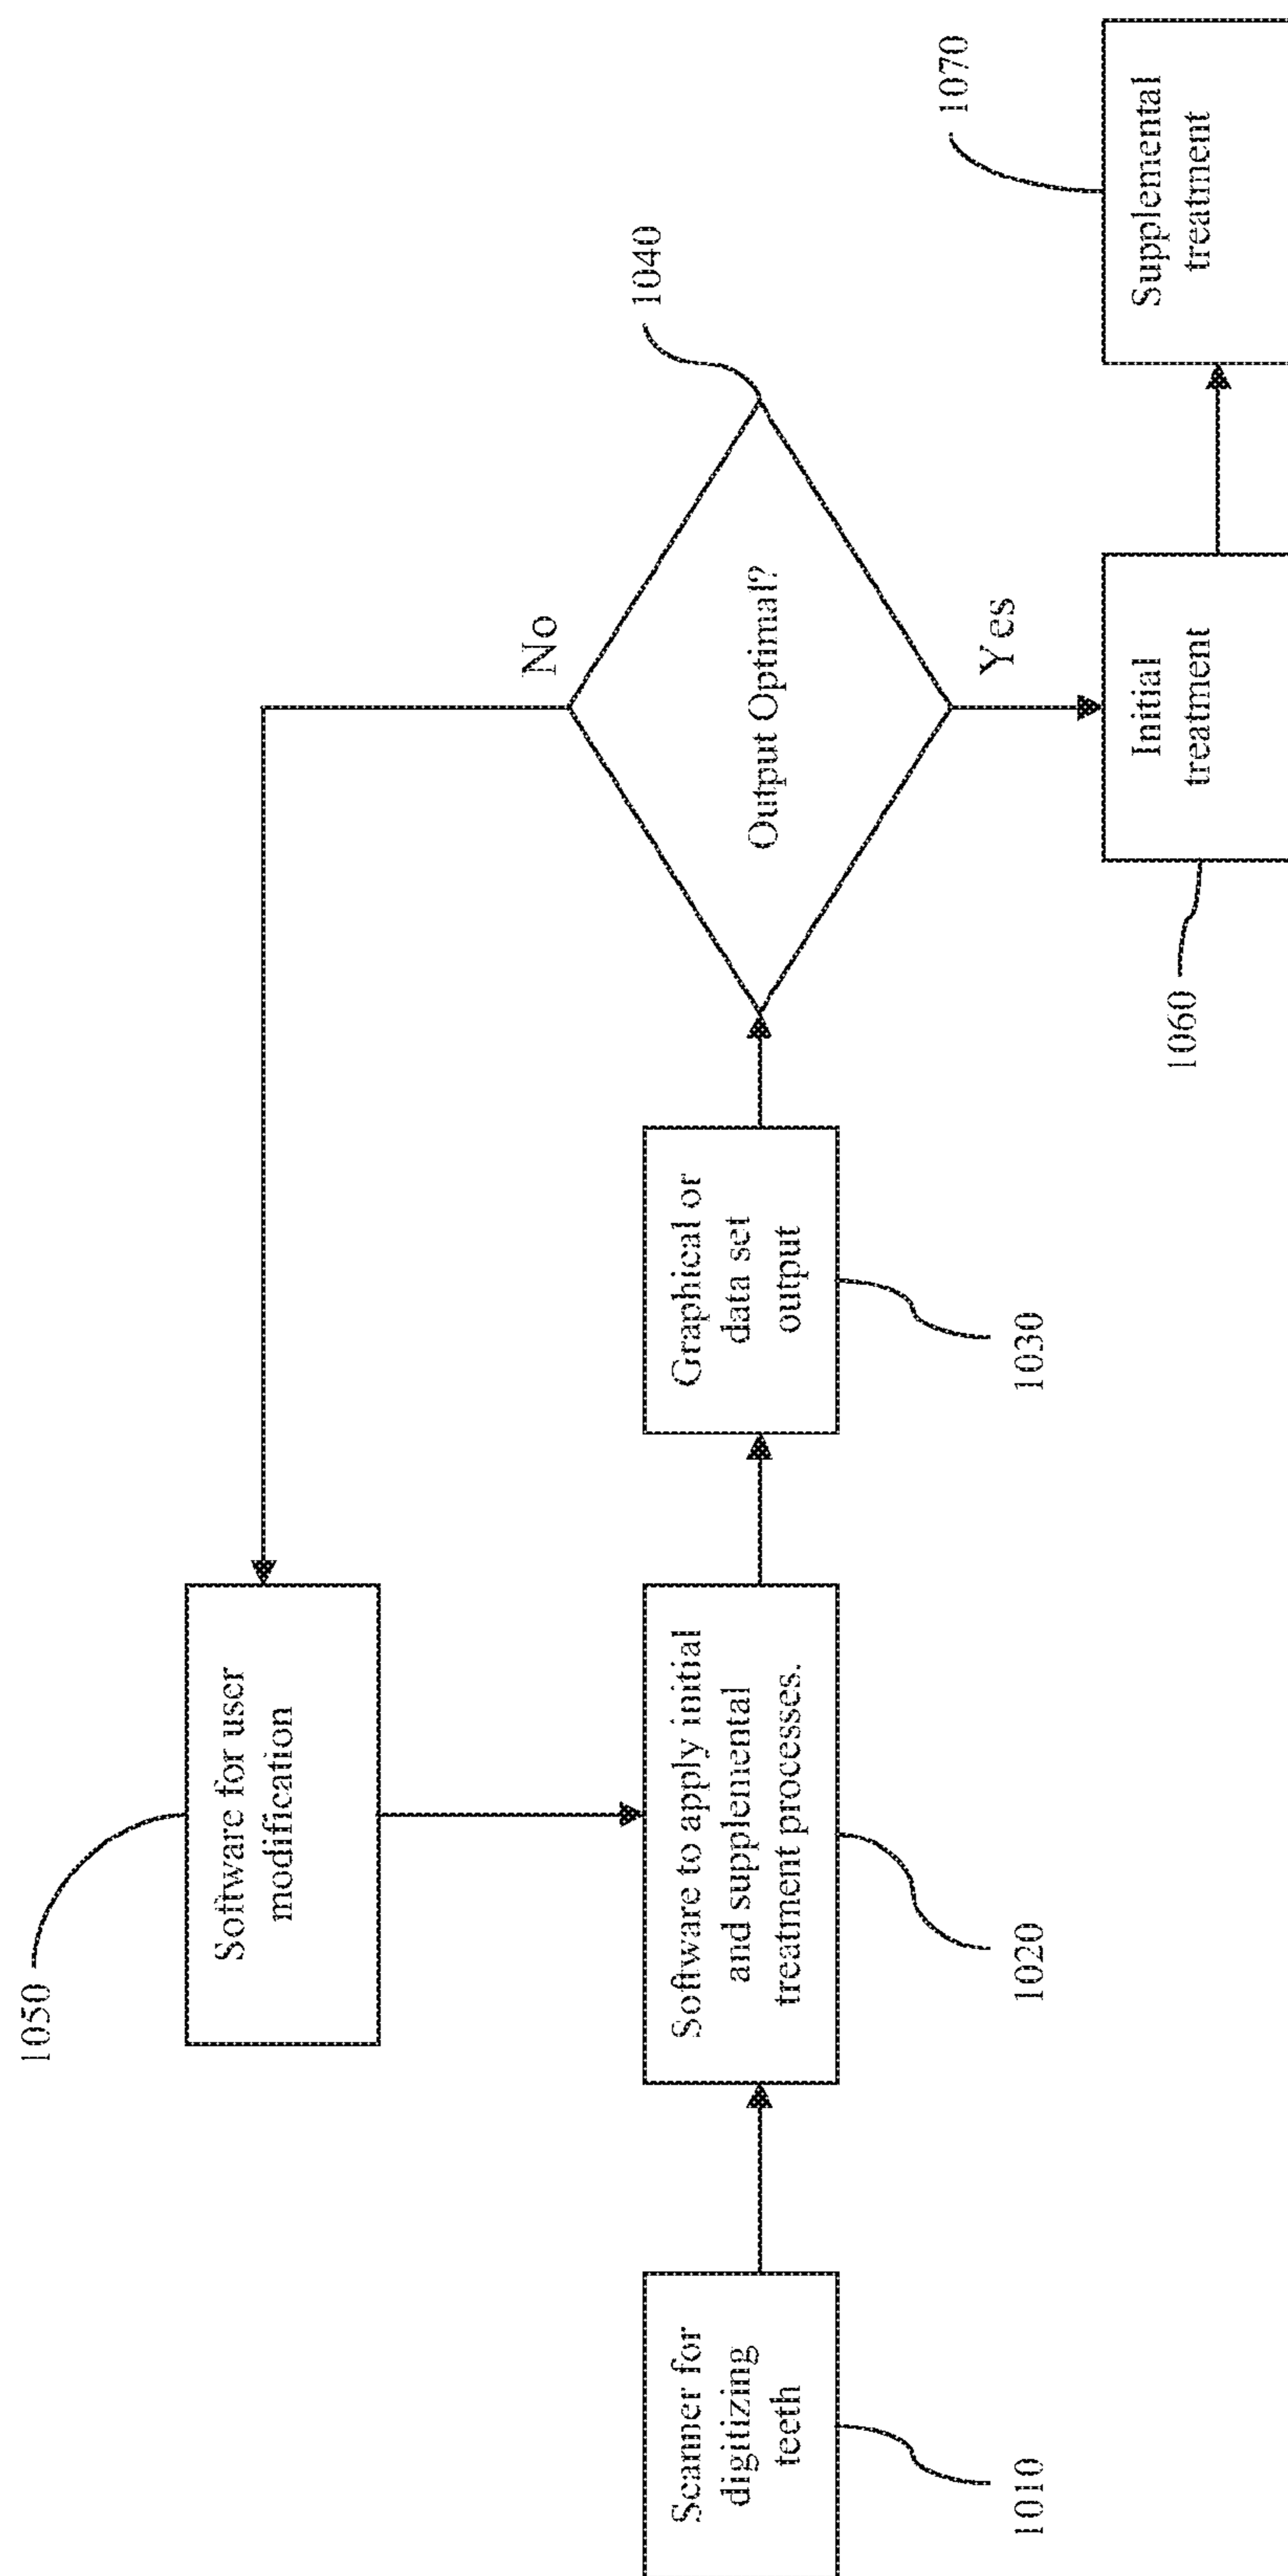 1050
Software for user
modification
No
1040
Output Optimal?
Yes
1070
Scanner for
digitizing
teeth
Software to apply initial
and supplemental
treatment processes.
Graphical or
data set
output
1010
1020
1030
1060
Initial
treatment
Supplemental
treatment